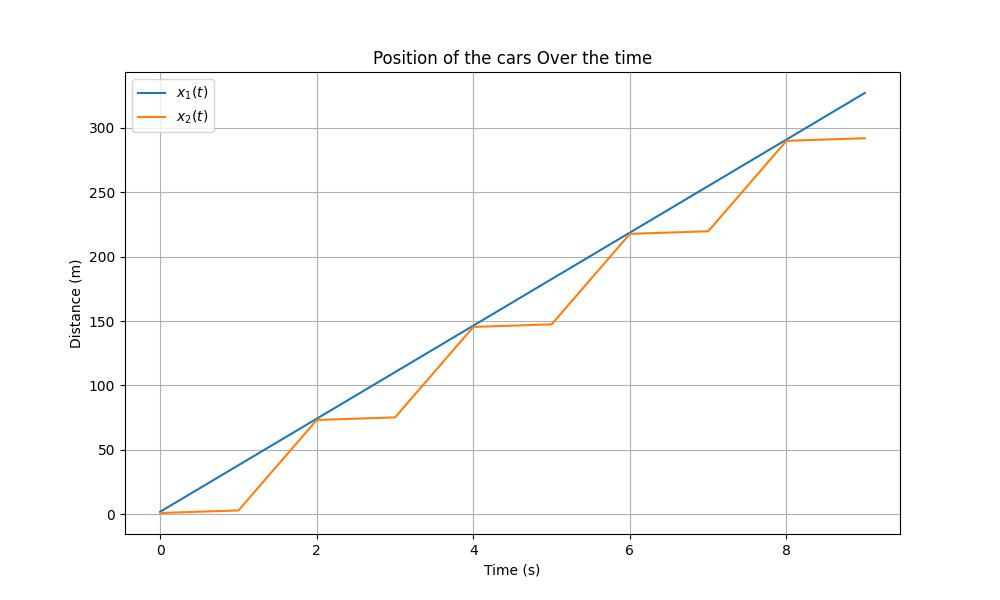 Position of the cars Over the time
x₁(t)
x₂(t)
300
250
200
150
100
50
0
Distance (m)
0 2 4 6 8
Time (s)